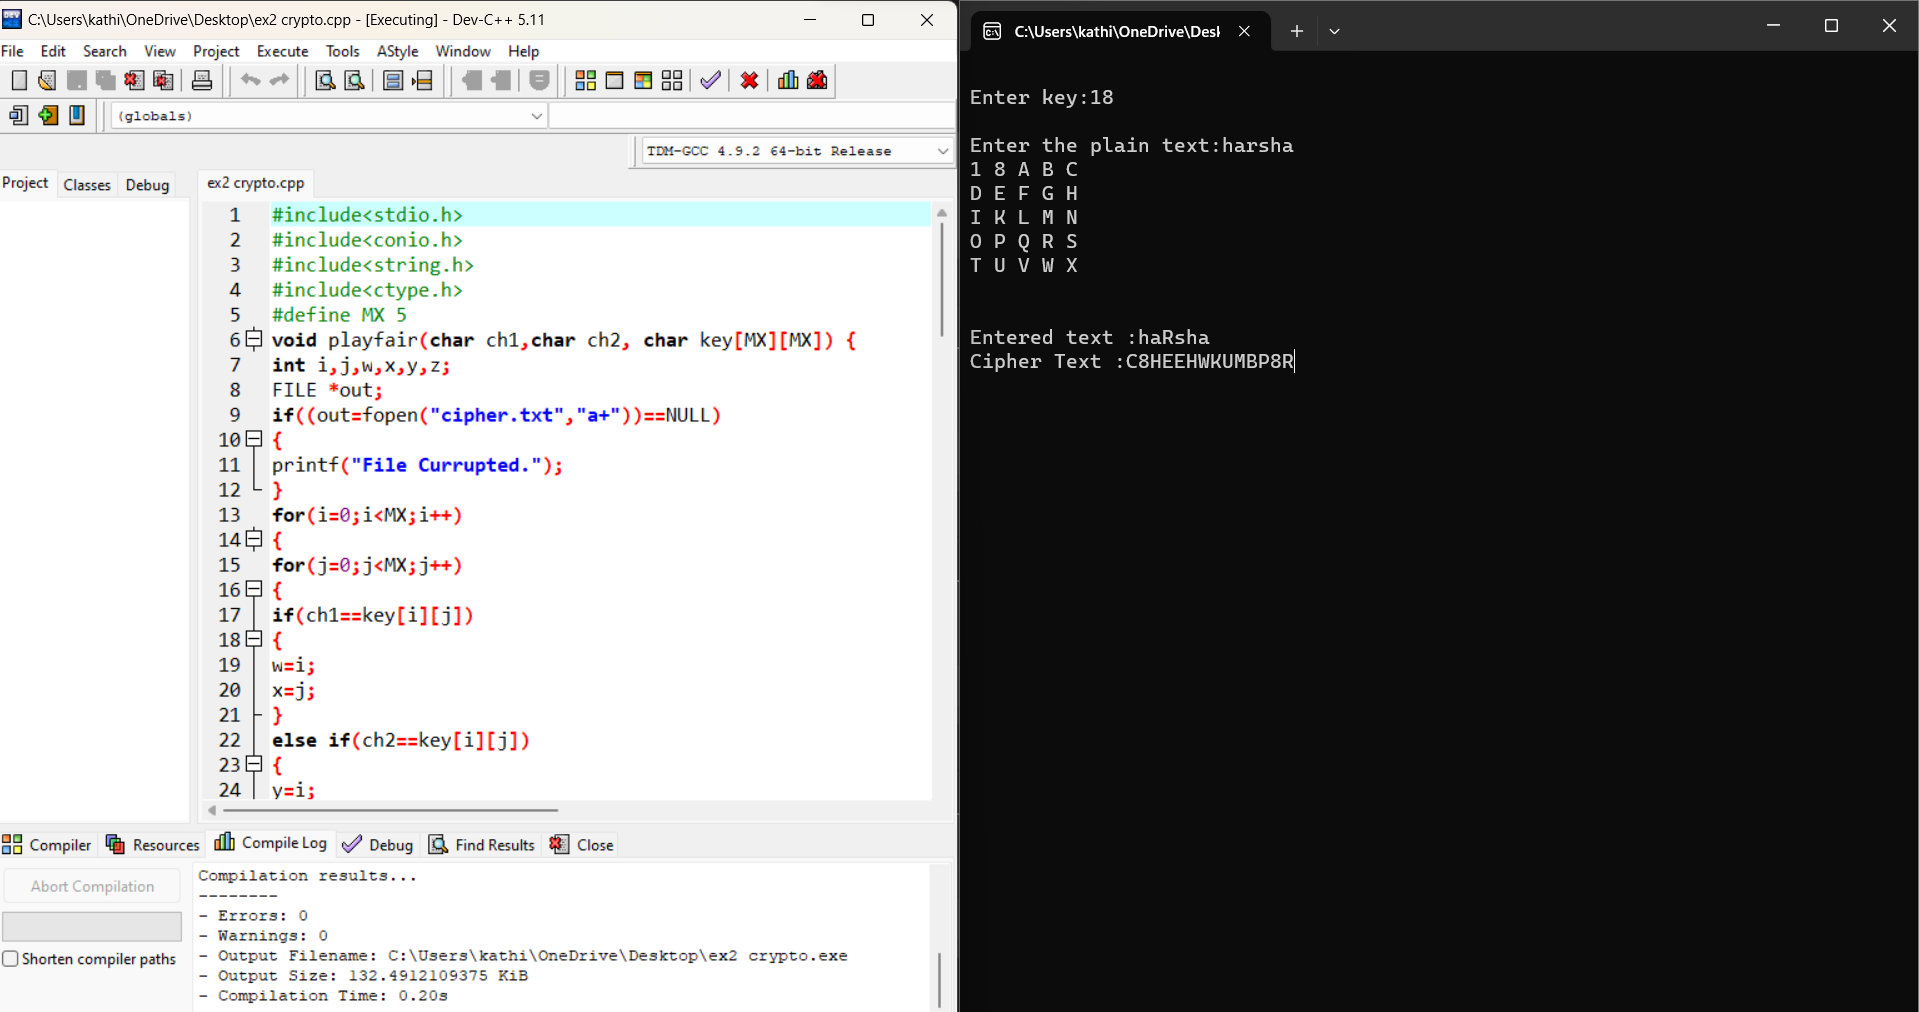 C:\Users\kathi\OneDrive\Desktop\ex2 crypto.cpp - [Executing] - Dev-C++ 5.11
File Edit Search View Project Execute Tools AStyle Window Help
(globals)
TDM-GCC 4.9.2 64-bit Release
Project Classes Debug
ex2 crypto.cpp
1 #include<stdio.h>
2 #include<conio.h>
3 #include<string.h>
4 #include<ctype.h>
5 #define MX 5
6 void playfair(char ch1,char ch2, char key[MX][MX]) {
7 int i,j,w,x,y,z;
8 FILE *out;
9 if((out=fopen("cipher.txt","a+"))==NULL)
10 {
11 printf("File Currupted.");
12 }
13 for(i=0;i<MX;i++)
14 {
15 for(j=0;j<MX;j++)
16 {
17 if(ch1==key[i][j])
18 {
19 w=i;
20 x=j;
21 }
22 else if(ch2==key[i][j])
23 {
24 y=i;
Compiler Resources Compile Log Debug Find Results Close
Abort Compilation
Shorten compiler paths
Compilation results...
--------
- Errors: 0
- Warnings: 0
- Output Filename: C:\Users\kathi\OneDrive\Desktop\ex2 crypto.exe
- Output Size: 132.4912109375 KiB
- Compilation Time: 0.20s
C:\Users\kathi\OneDrive\Desl
Enter key:18
Enter the plain text:harsha
1 8 A B C
D E F G H
I K L M N
O P Q R S
T U V W X
Entered text :haRsha
Cipher Text :C8HEEHWKUMBP8R